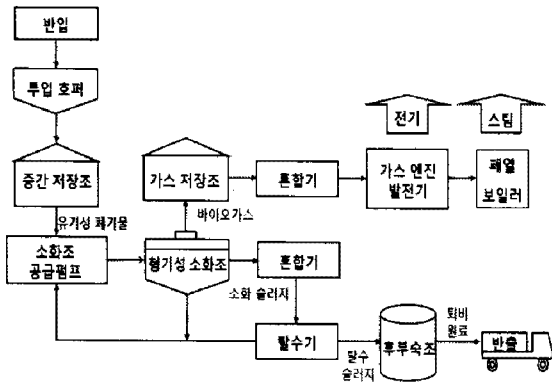 반입
투입 호퍼
전기
스팀
중간 저장조
가스 저장조
혼합기
가스 엔진
발전기
폐열
보일러
유기성 폐기물
바이오가스
소화조
공급펌프
혐기성 소화조
혼합기
소화 슬러지
탈수기
탈수
슬러지
후부숙조
퇴비
원료
반출